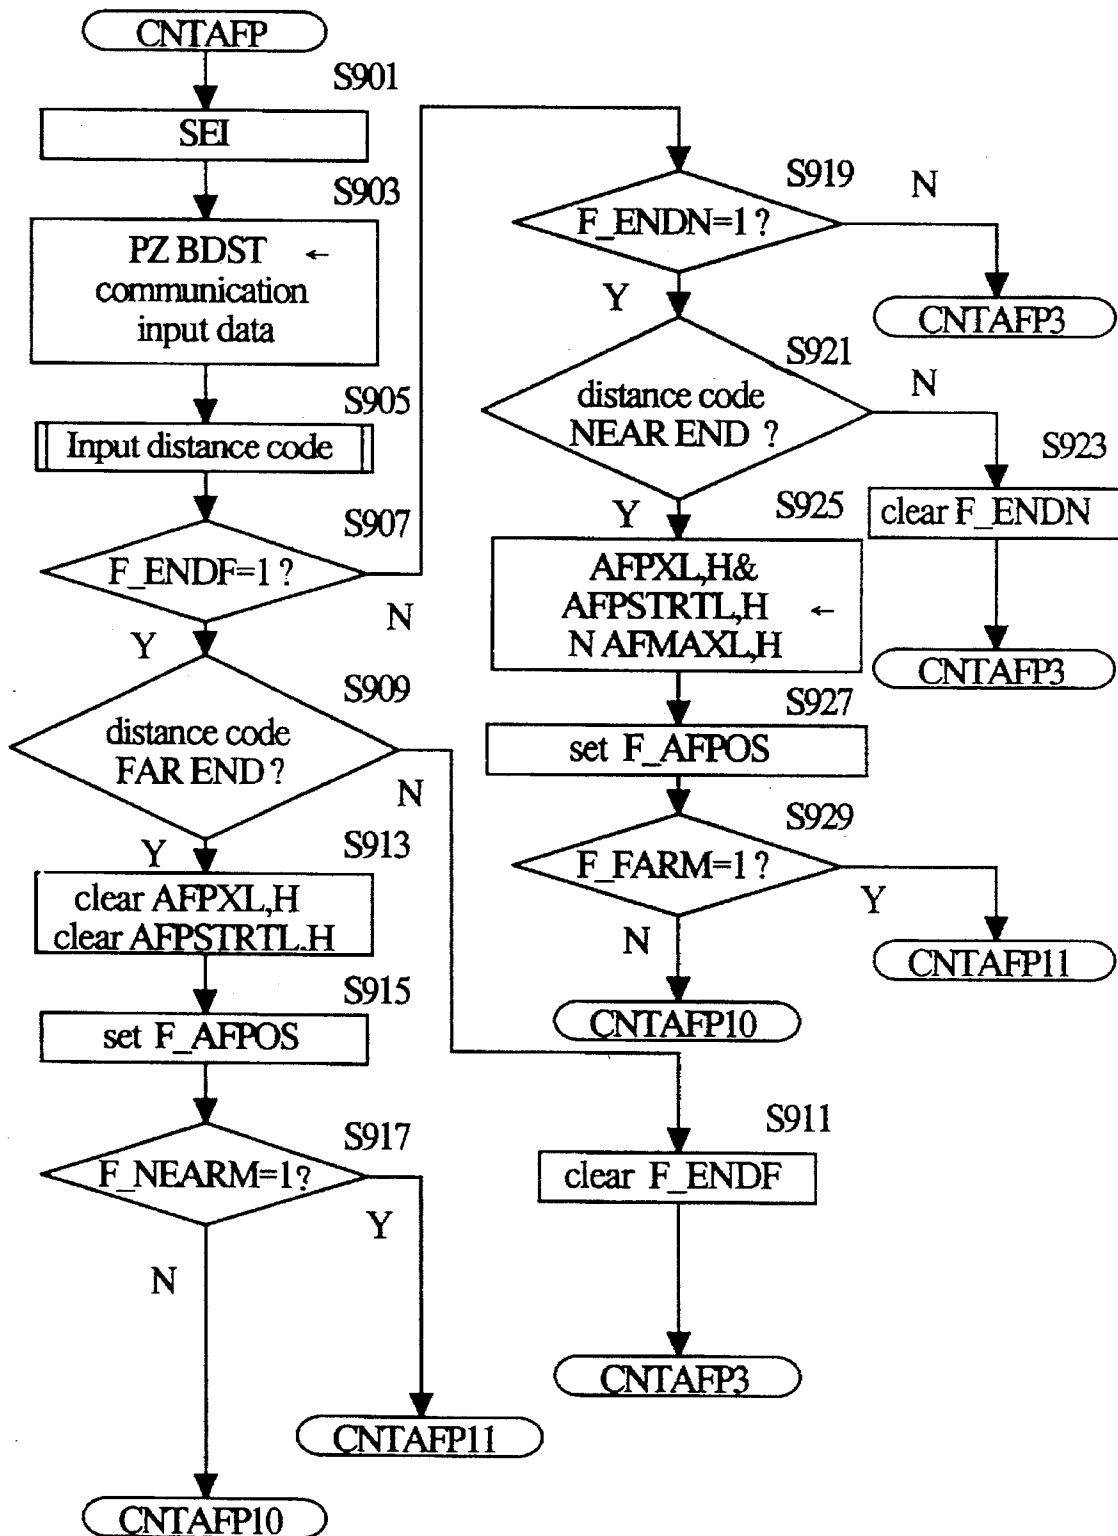 CNTAFP
S901
SEI
S903
PZ BDST ←
communication
input data
S905
Input distance code
S907
F_ENDF=1 ?
N
Y
S909
distance code
FAR END ?
N
Y
S913
clear AFPXL,H
clear AFPSTRTL.H
S915
set F_AFPOS
S917
F_NEARM=1?
Y
N
CNTAFP11
CNTAFP10
S919
N
F_ENDN=1 ?
Y
CNTAFP3
S921
N
distance code
NEAR END ?
S923
clear F_ENDN
CNTAFP3
Y
S925
AFPXL,H&
AFPSTRTL,H ←
N AFMAXL,H
S927
set F_AFPOS
S929
F_FARM=1 ?
Y
N
CNTAFP11
CNTAFP10
S911
clear F_ENDF
CNTAFP3